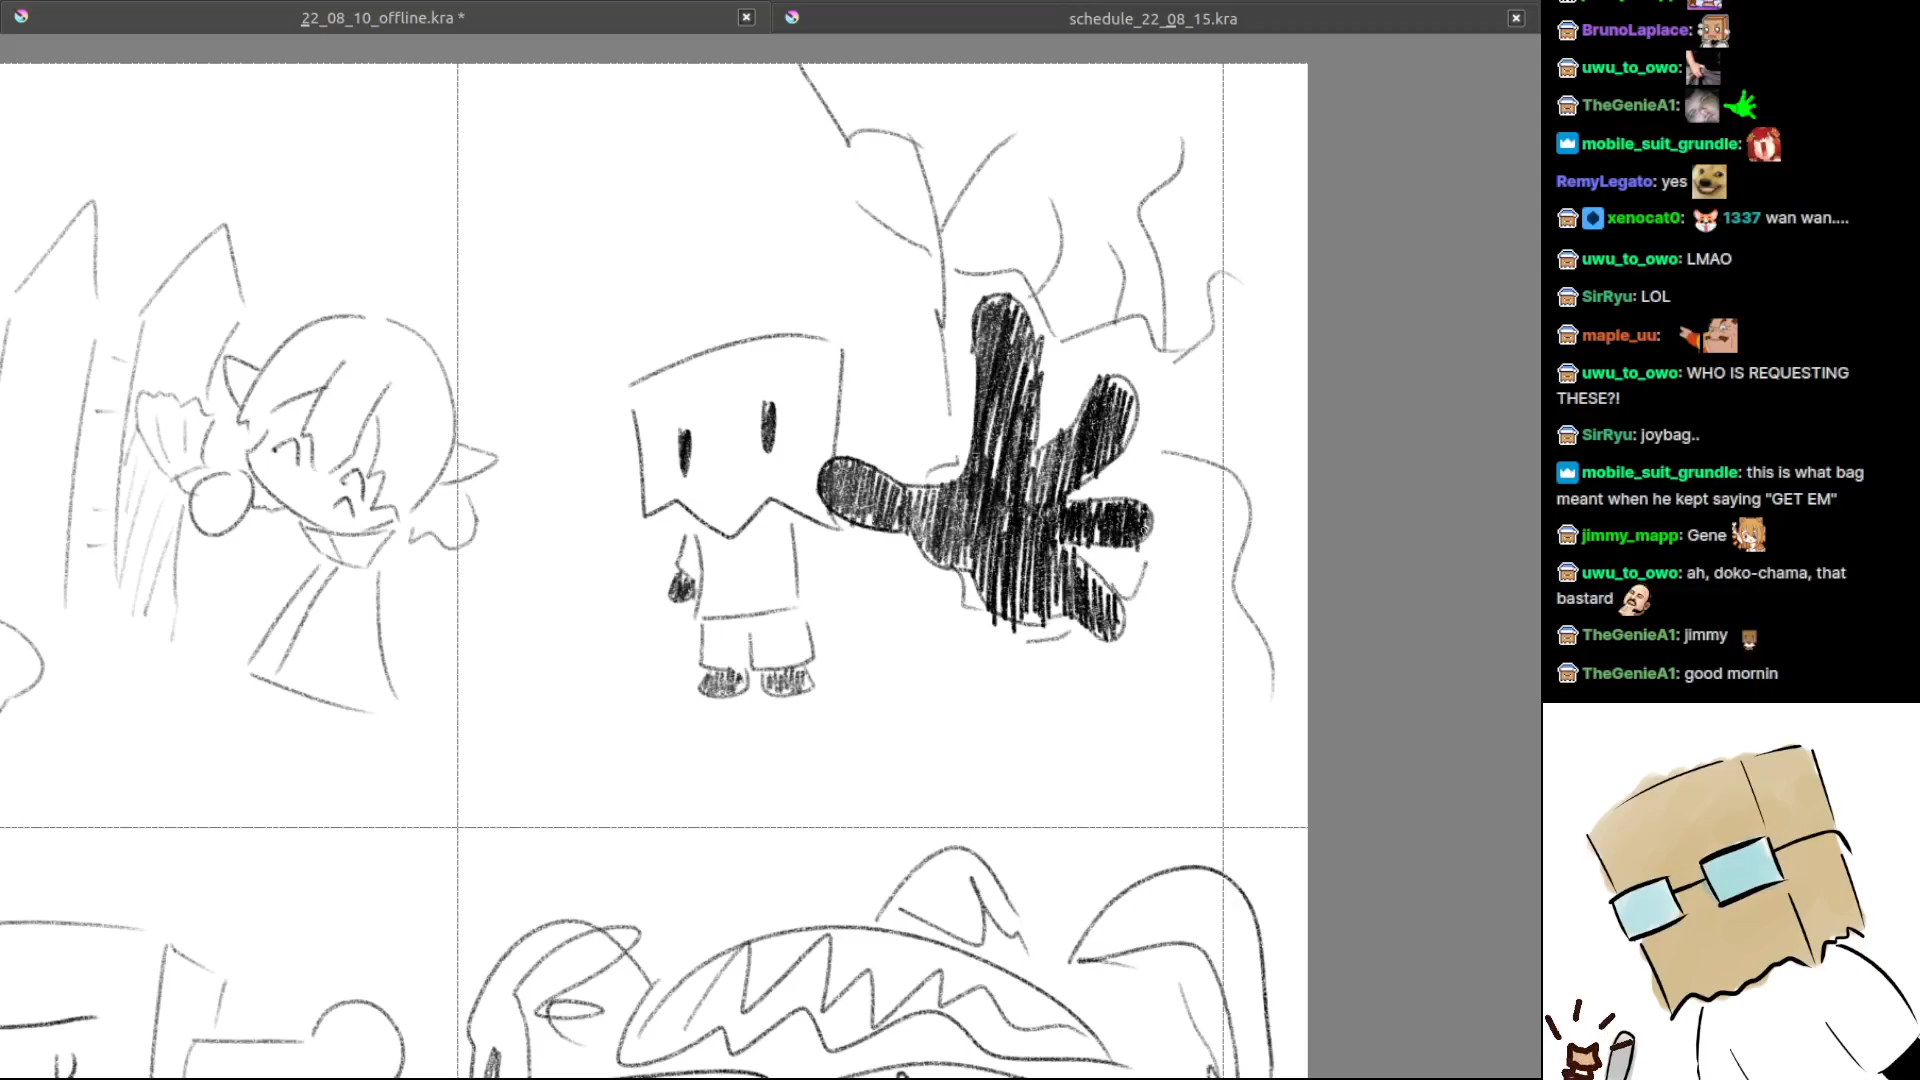 22_08_10_offline.kra *
schedule_22_08_15.kra
BrunoLaplace:
uwu_to_owo:
TheGenieA1:
mobile_suit_grundle:
RemyLegato: yes
xenocat0: 1337 wan wan....
uwu_to_owo: LMAO
SirRyu: LOL
maple_uu:
uwu_to_owo: WHO IS REQUESTING
THESE?!
SirRyu: joybag..
mobile_suit_grundle: this is what bag
meant when he kept saying "GET EM"
jimmy_mapp: Gene
uwu_to_owo: ah, doko-chama, that
bastard
TheGenieA1: jimmy
TheGenieA1: good mornin